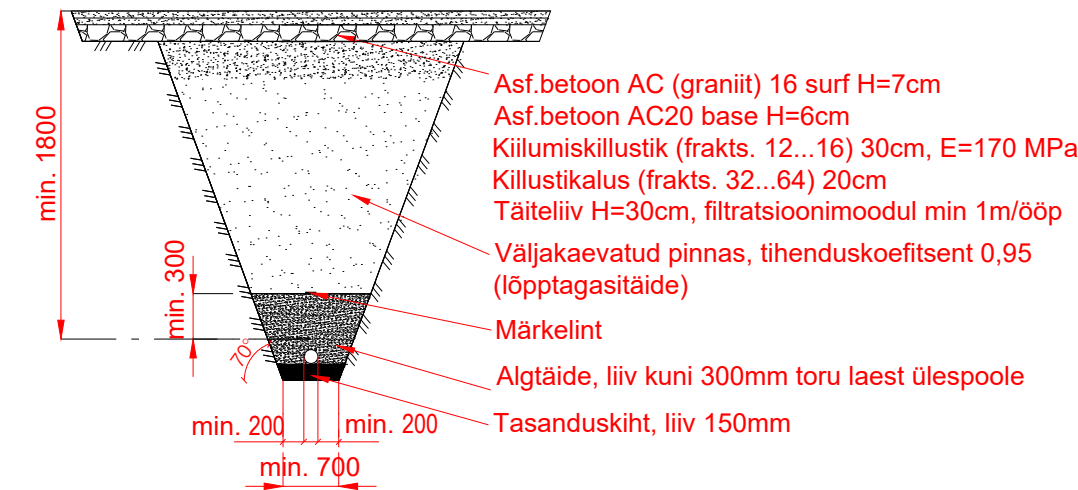 Asf.betoon AC (graniit) 16 surf H=7cm
Asf.betoon AC20 base H=6cm
Kiilumiskillustik (frakts. 12...16) 30cm, E=170 MPa
Killustikalus (frakts. 32...64) 20cm
Täiteliiv H=30cm, filtratsioonimoodul min 1m/ööp
Väljakaevatud pinnas, tihenduskoefitsent 0,95
(lõpptagasitäide)
Märkelint
Algtäide, liiv kuni 300mm toru laest ülespoole
Tasanduskiht, liiv 150mm
min. 1800
min. 300
70°
min. 200
min. 200
min. 700